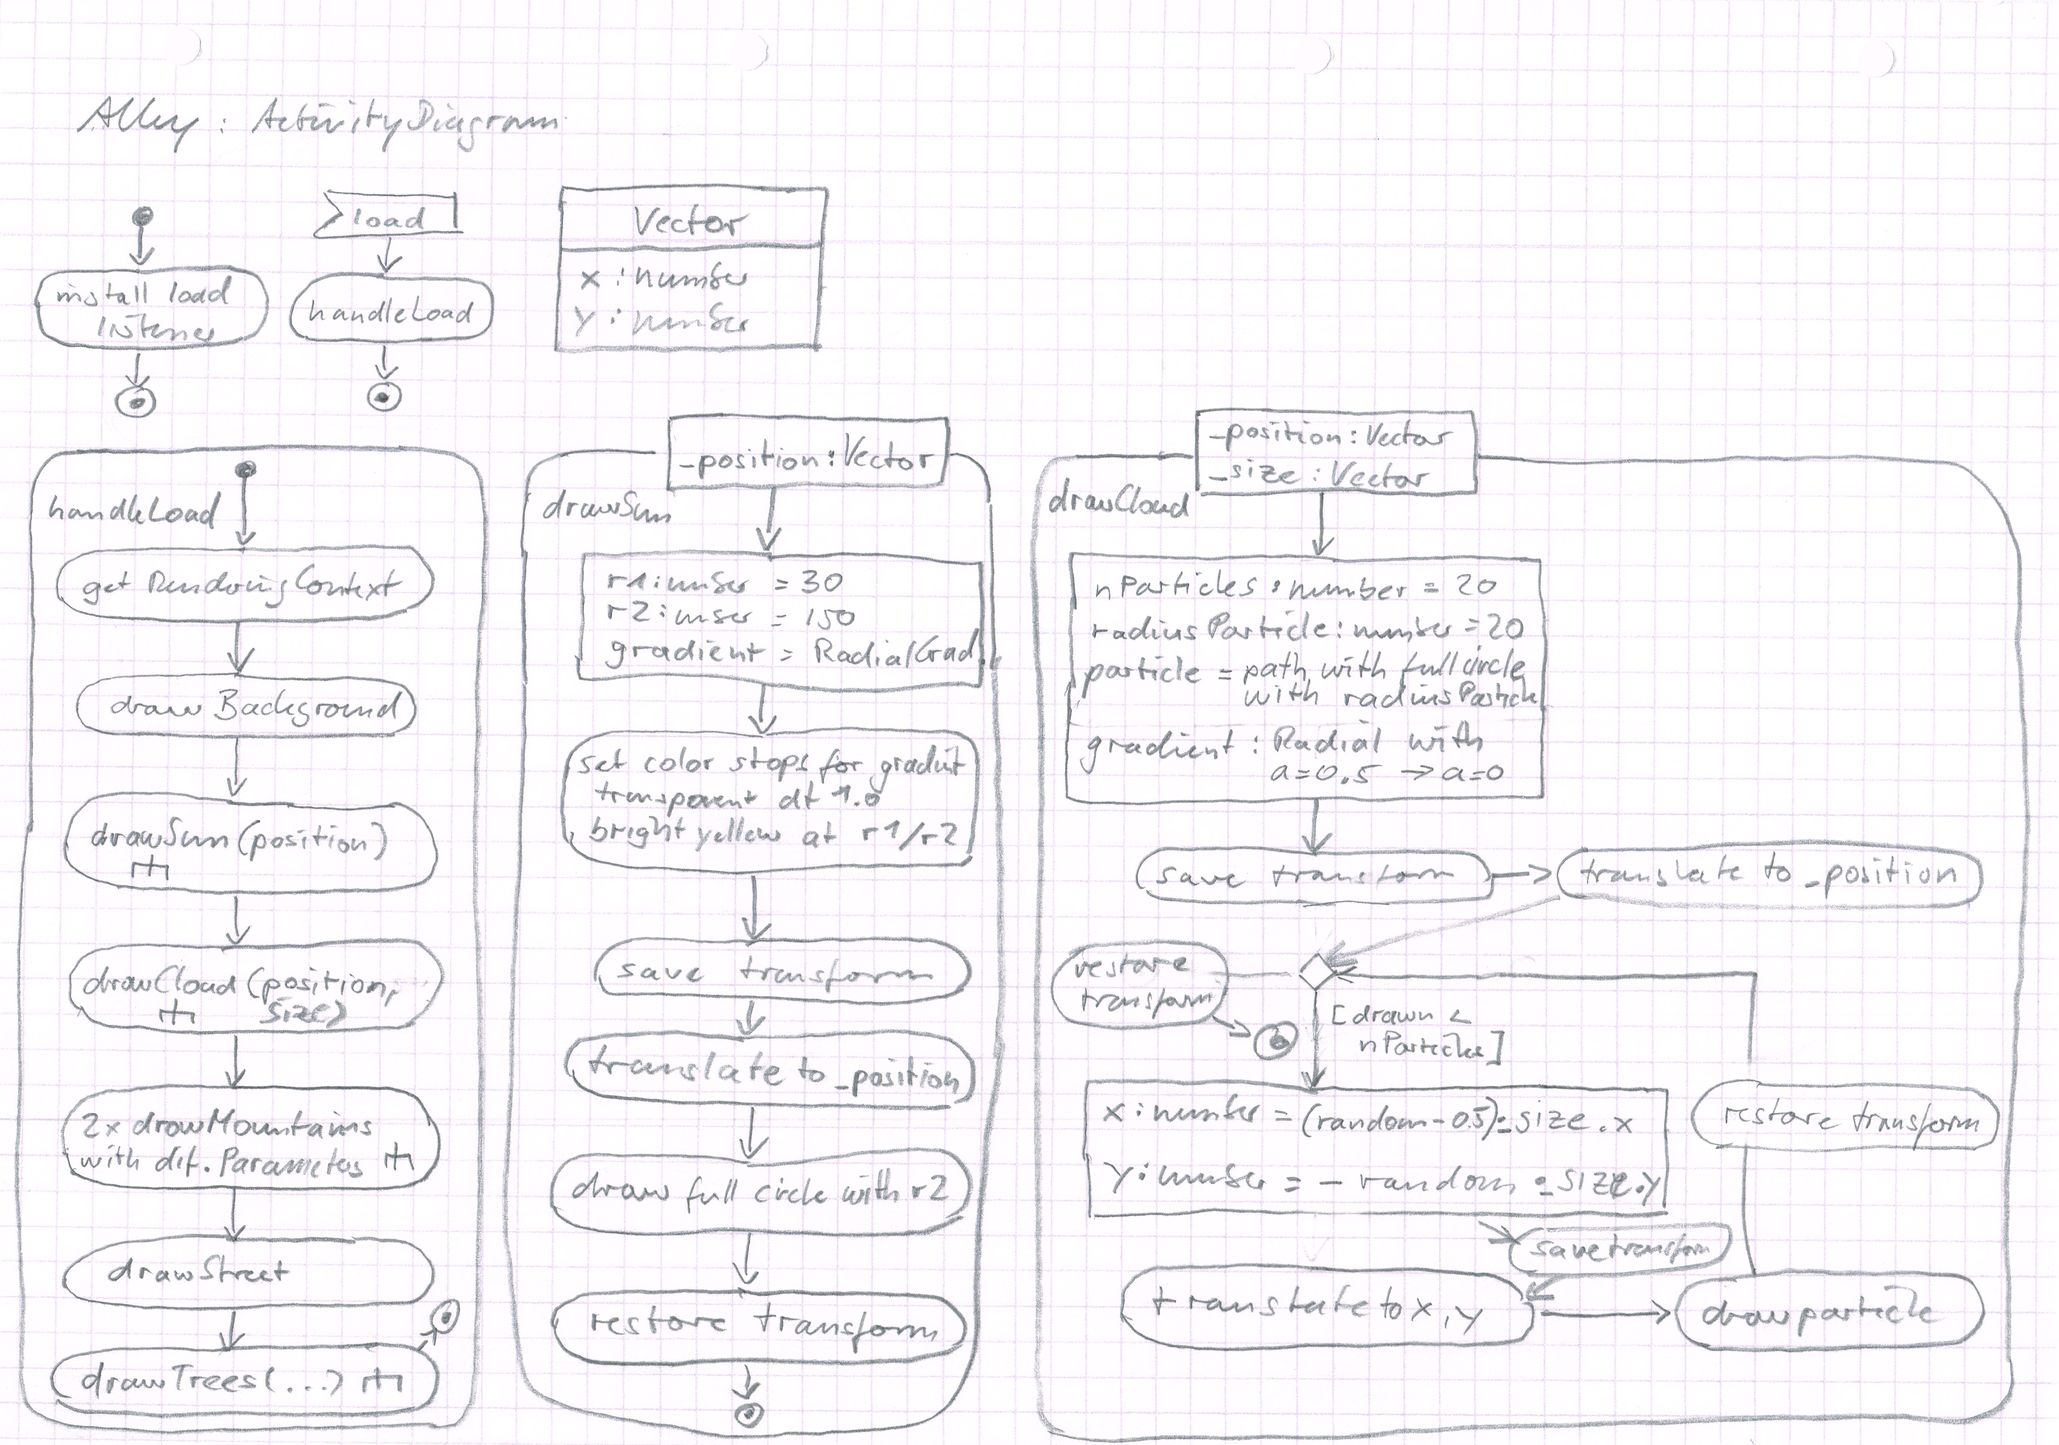 Alley : ActivityDiagram
install load
listener
load
handleLoad
Vector
x : number
y : number
handleLoad
get RenderingContext
draw Background
drawSun(position)
drawCloud(position,
size)
2x drawMountains
with dif. Parameters
drawStreet
drawTrees(...)
_position : Vector
drawSun
r1 : number = 30
r2 : number = 150
gradient = RadialGrad.
set color stops for gradient
transparent at 1.0
bright yellow at r1/r2
save transform
translate to _position
draw full circle with r2
restore transform
_position : Vector
_size : Vector
drawCloud
nParticles : number = 20
radiusParticle : number = 20
particle = path with full circle
with radiusParticle
gradient : Radial with
a=0.5 → a=0
save transform
translate to _position
restore
transform
[drawn <
nParticles]
x : number = (random - 0.5) · _size.x
y : number = - random · _size.y
restore transform
save transform
translate to x, y
draw particle